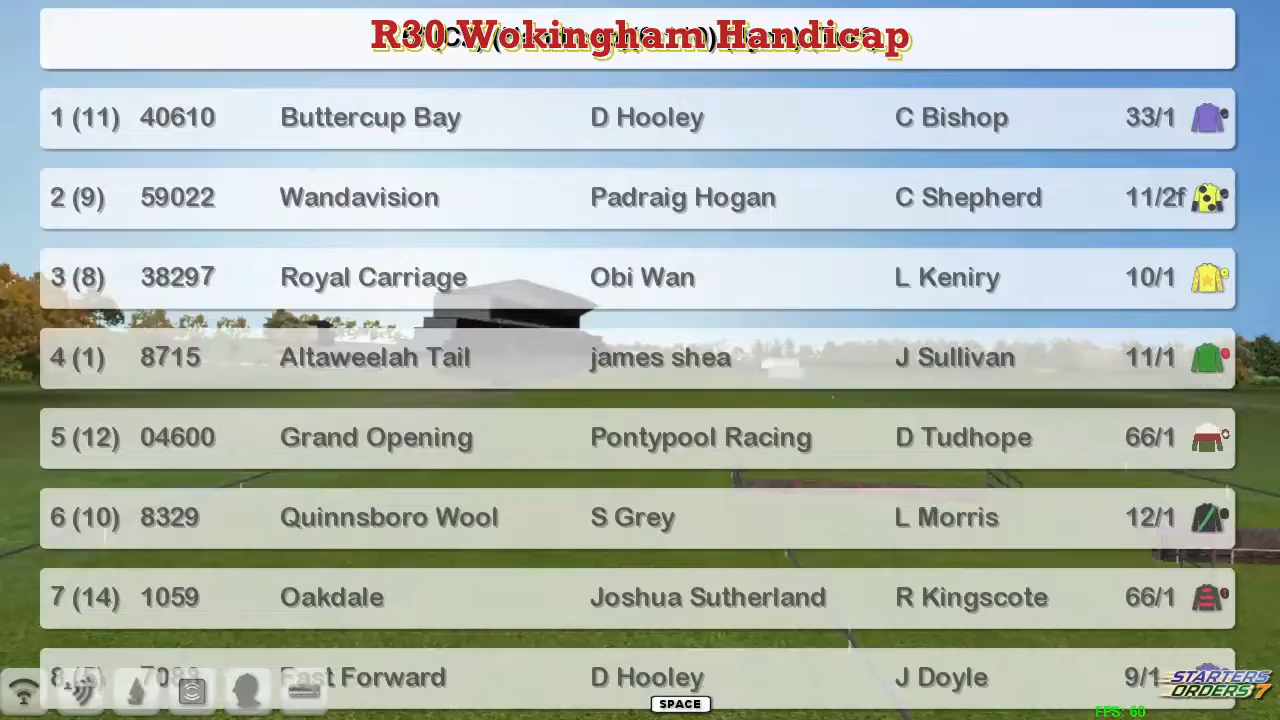 R30 Wokingham Handicap
1 (11) 40610 Buttercup Bay D Hooley C Bishop 33/1
2 (9) 59022 Wandavision Padraig Hogan C Shepherd 11/2f
3 (8) 38297 Royal Carriage Obi Wan L Keniry 10/1
4 (1) 8715 Altaweelah Tail james shea J Sullivan 11/1
5 (12) 04600 Grand Opening Pontypool Racing D Tudhope 66/1
6 (10) 8329 Quinnsboro Wool S Grey L Morris 12/1
7 (14) 1059 Oakdale Joshua Sutherland R Kingscote 66/1
8 (5) Fast Forward D Hooley J Doyle 9/1
STARTERS ORDERS 7
SPACE
FPS: 60